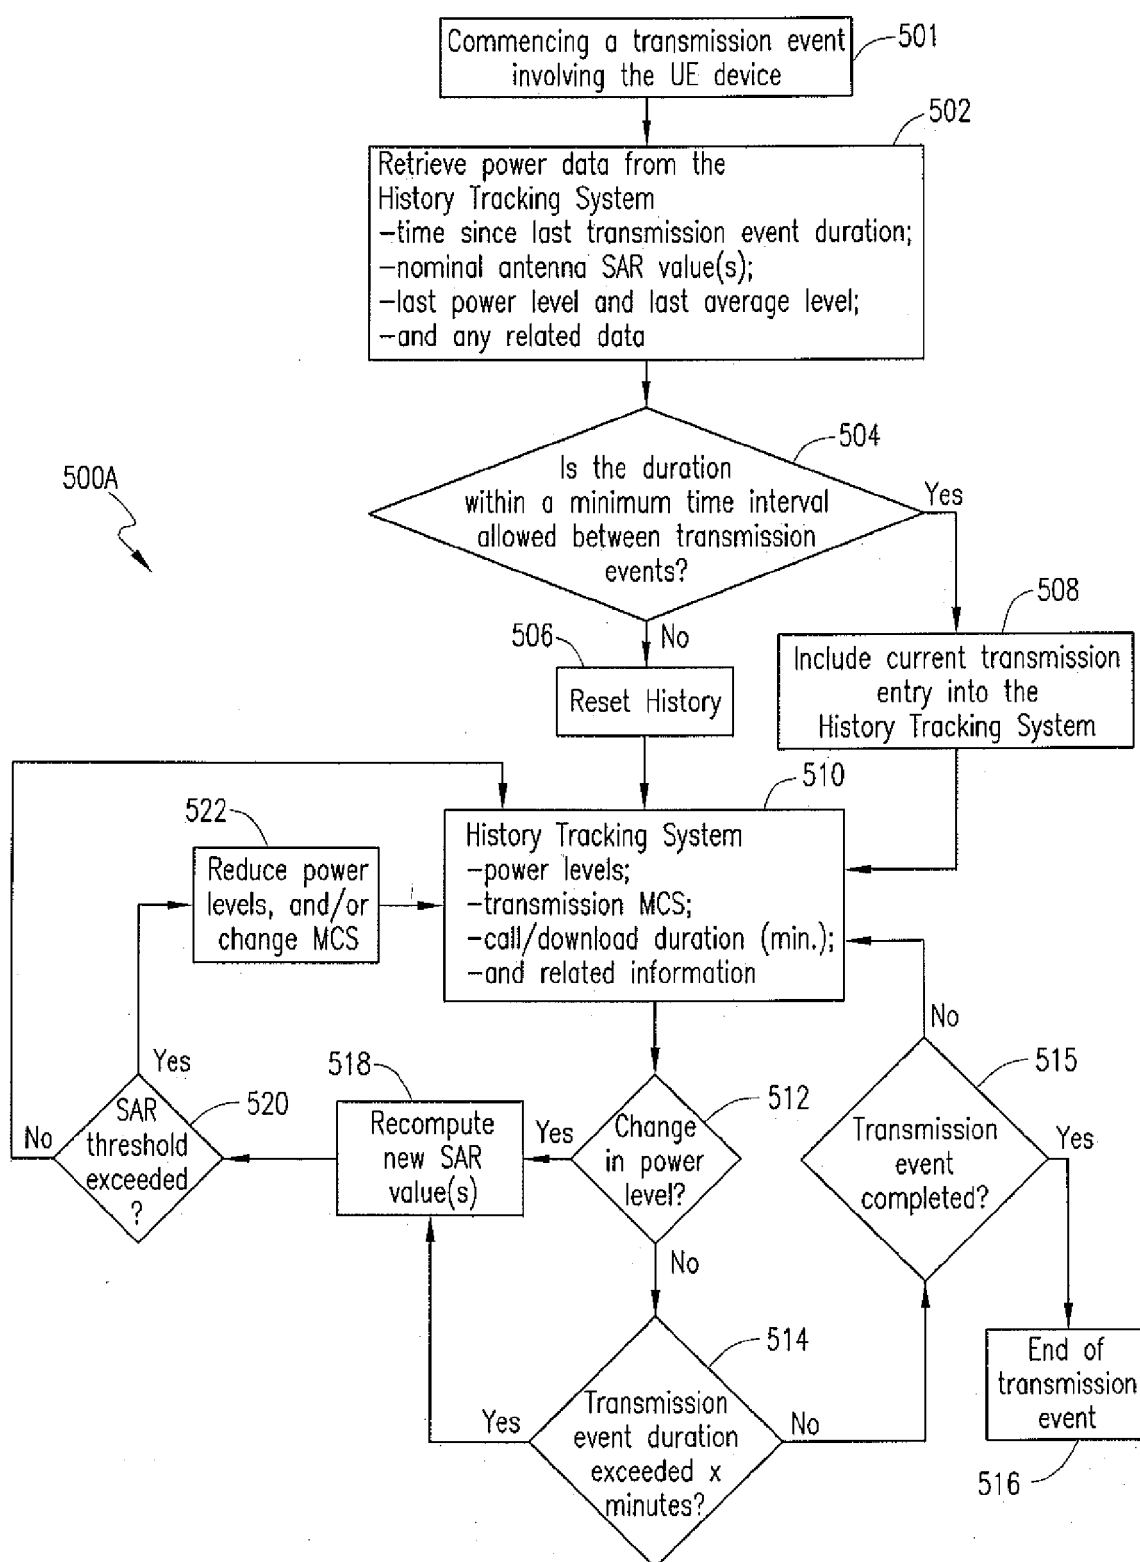 Commencing a transmission event
involving the UE device
501
502
Retrieve power data from the
History Tracking System
-time since last transmission event duration;
-nominal antenna SAR value(s);
-last power level and last average level;
-and any related data
504
Is the duration
within a minimum time interval
allowed between transmission
events?
Yes
No
500A
506
Reset History
508
Include current transmission
entry into the
History Tracking System
510
History Tracking System
-power levels;
-transmission MCS;
-call/download duration (min.);
-and related information
522
Reduce power
levels, and/or
change MCS
Yes
No
520
SAR
threshold
exceeded
?
518
Recompute
new SAR
value(s)
Yes
512
Change
in power
level?
No
No
515
Transmission
event
completed?
Yes
514
Transmission
event duration
exceeded x
minutes?
Yes
No
End of
transmission
event
516